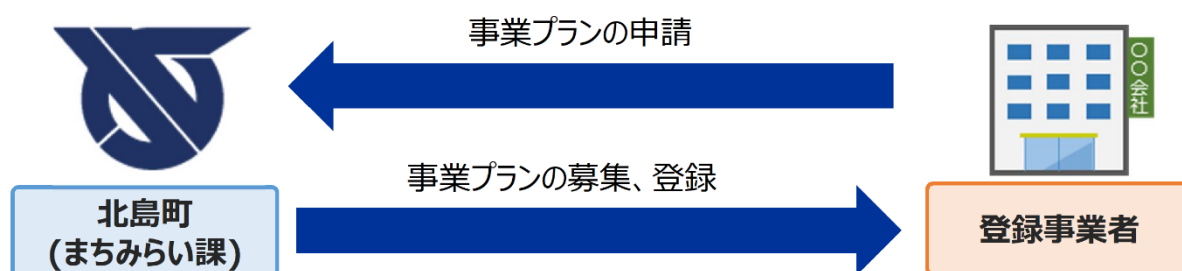 事業プランの申請
〇〇会社
事業プランの募集、登録
北島町
(まちみらい課)
登録事業者